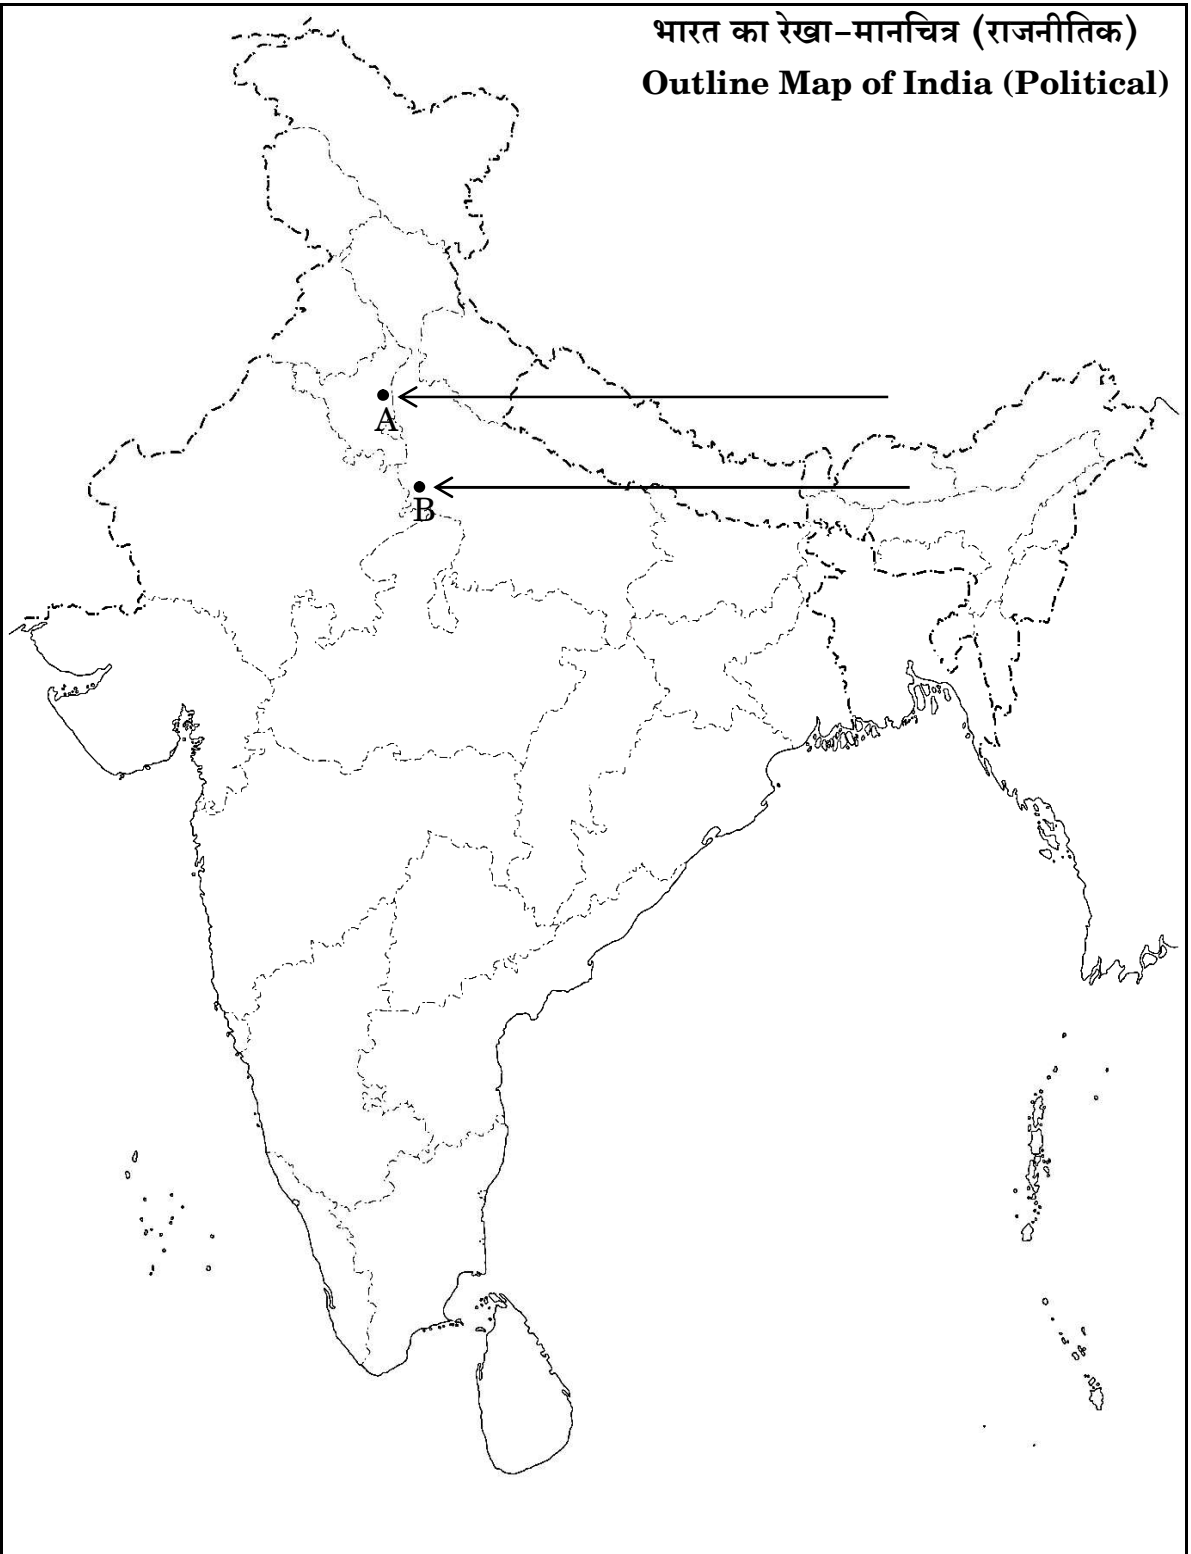 भारत का रेखा-मानचित्र (राजनीतिक)
Outline Map of India (Political)
A
B